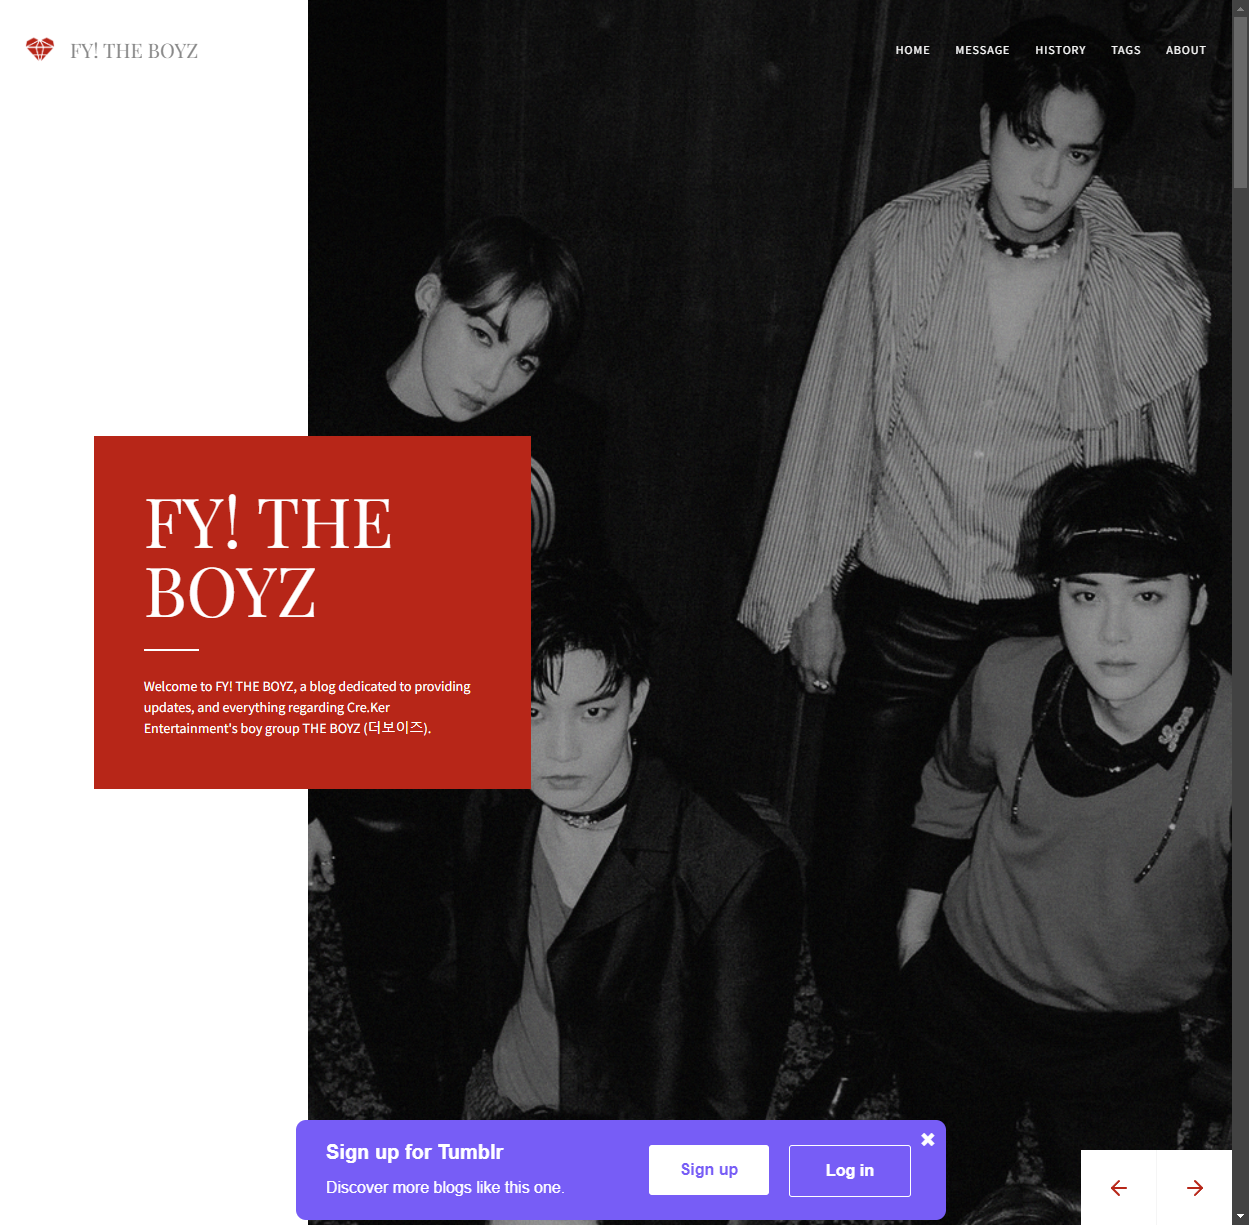 FY! THE BOYZ
HOME MESSAGE HISTORY TAGS ABOUT
FY! THE
BOYZ
Welcome to FY! THE BOYZ, a blog dedicated to providing
updates, and everything regarding Cre.Ker
Entertainment's boy group THE BOYZ (더보이즈).
Sign up for Tumblr
Discover more blogs like this one.
Sign up
Log in